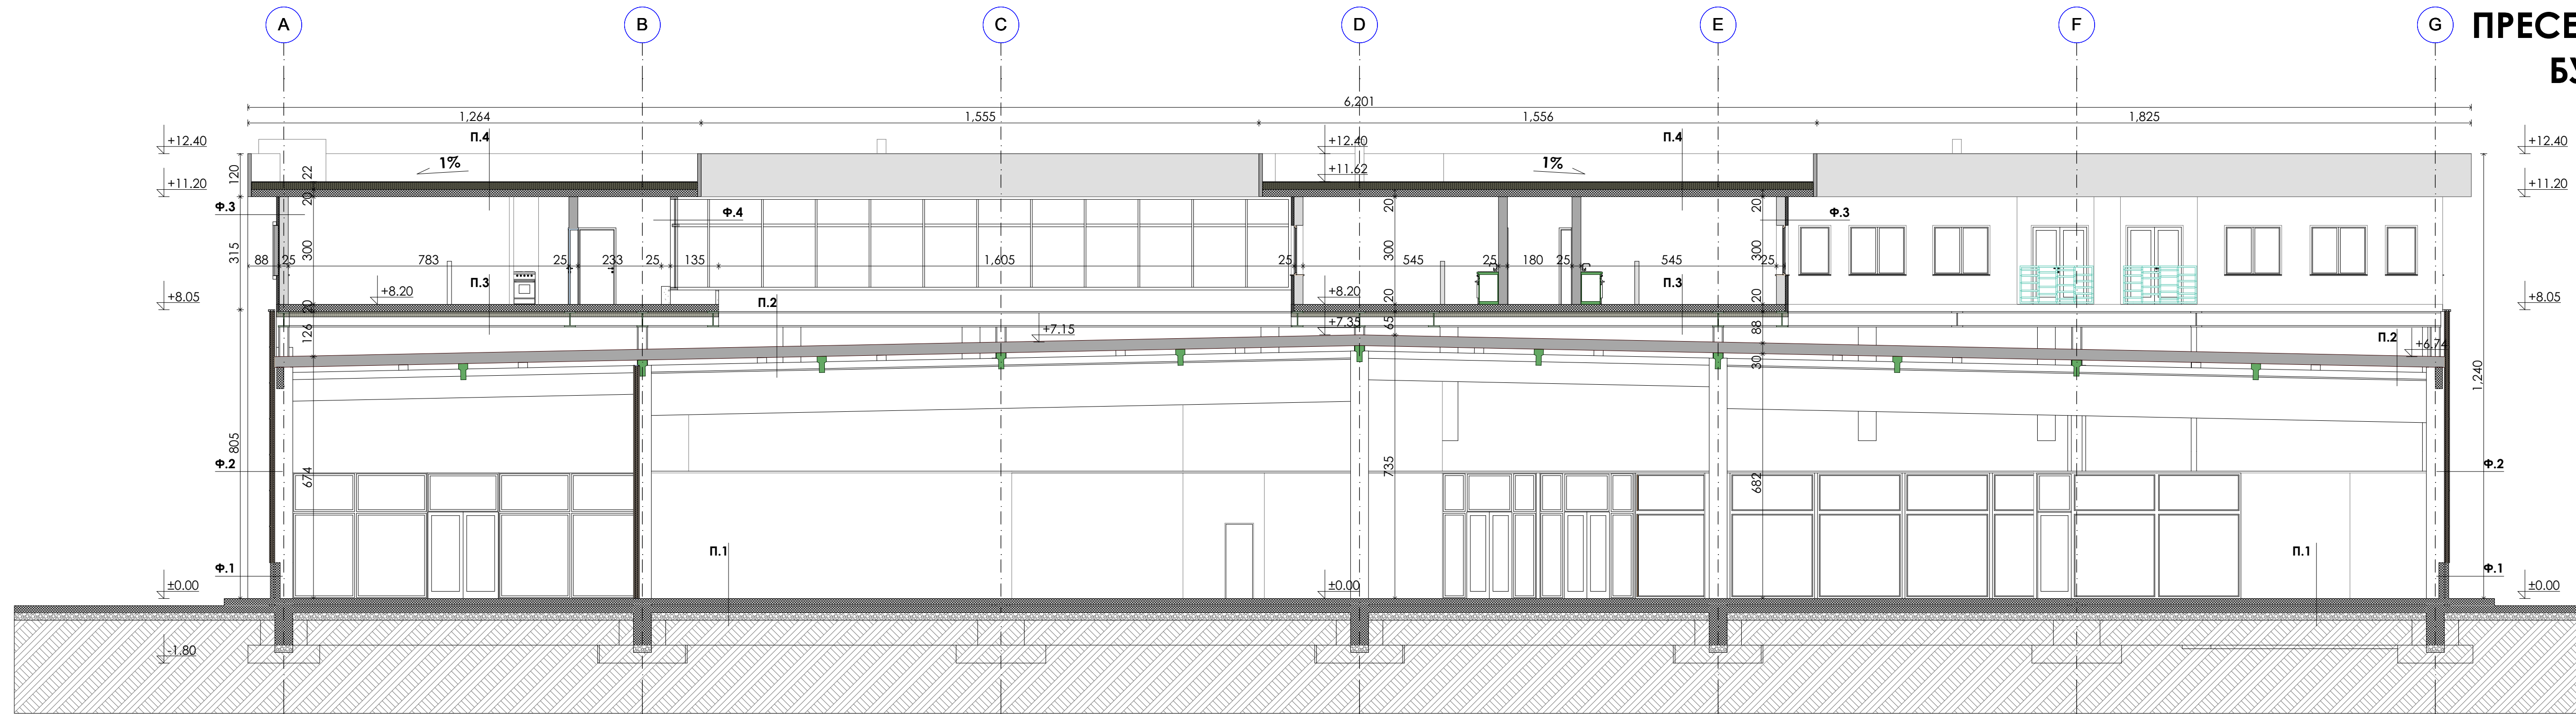 A B C D E F G
ПРЕСЕ
БУ
6,201
1,264 1,555 1,556 1,825
+12.40 П.4 +12.40 П.4 +12.40
1% 1%
120 22 +11.62
+11.20 +11.20
20 20 20
Ф.3 Ф.4 Ф.3
315 300 300 300
88 25 783 25 233 25 135 1,605 25 545 25 180 25 545 25
П.3 П.3
+8.20 +8.20
+8.05 П.2 +8.05
20 20 20
126 +7.15 +7.35 65 88 П.2
+6.74
30
1,240
805
Ф.2 674 735 682 Ф.2
П.1 П.1
Ф.1 Ф.1
±0.00 ±0.00 ±0.00
-1.80